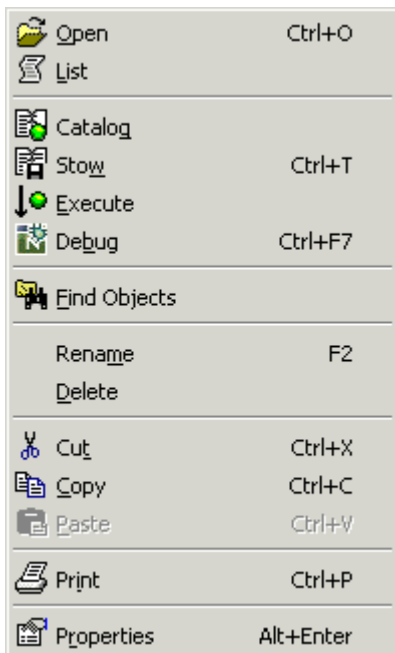 Open Ctrl+O
List
Catalog
Stow Ctrl+T
Execute
Debug Ctrl+F7
Find Objects
Rename F2
Delete
Cut Ctrl+X
Copy Ctrl+C
Paste Ctrl+V
Print Ctrl+P
Properties Alt+Enter